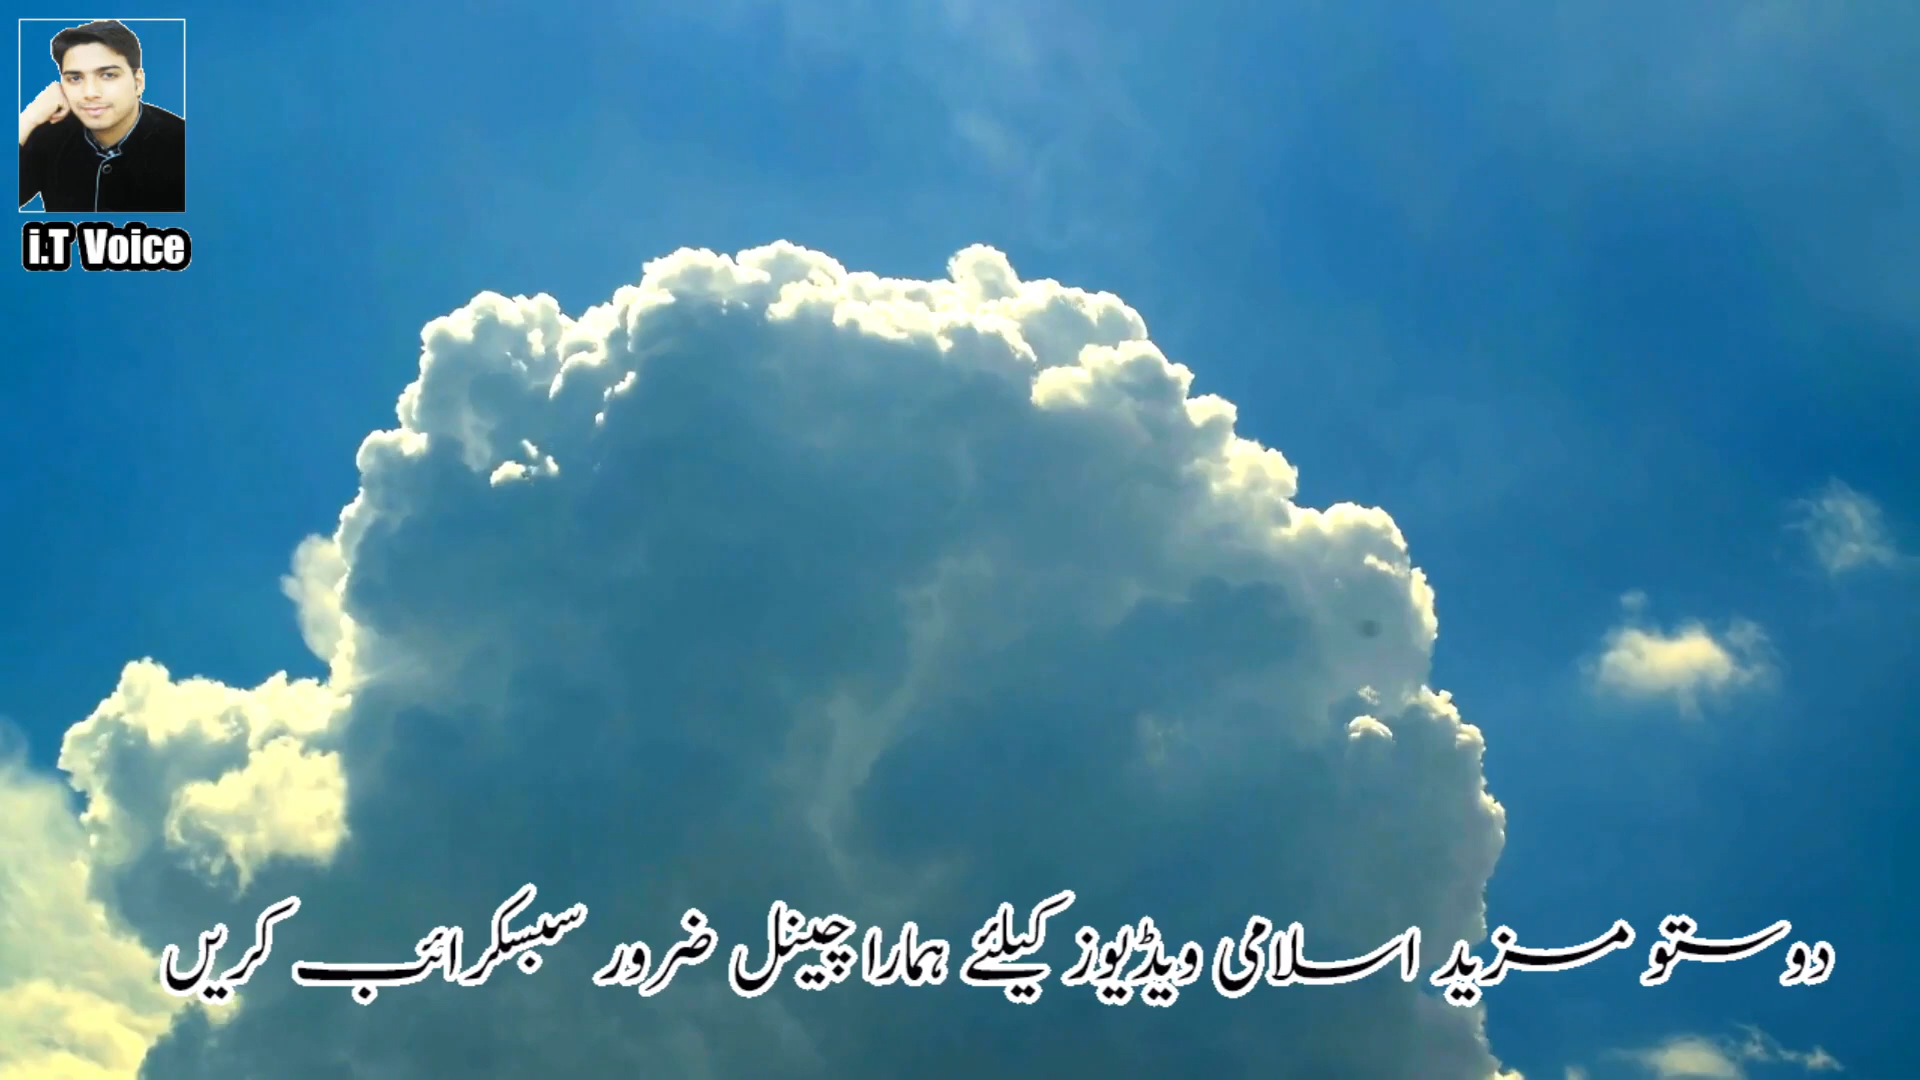 i.T Voice
دوستو مزید اسلامی ویڈیوز کیلئے ہمارا چینل ضرور سبسکرائب کریں